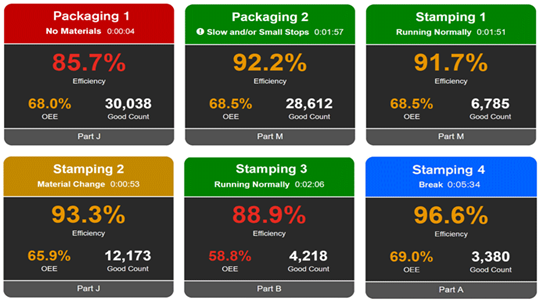 Packaging 1
No Materials 0:00:04
85.7%
Efficiency
68.0% 30,038
OEE Good Count
Part J
Packaging 2
Slow and/or Small Stops 0:01:57
92.2%
Efficiency
68.5% 28,612
OEE Good Count
Part M
Stamping 1
Running Normally 0:01:51
91.7%
Efficiency
68.5% 6,785
OEE Good Count
Part M
Stamping 2
Material Change 0:00:53
93.3%
Efficiency
65.9% 12,173
OEE Good Count
Part J
Stamping 3
Running Normally 0:02:06
88.9%
Efficiency
58.8% 4,218
OEE Good Count
Part B
Stamping 4
Break 0:05:34
96.6%
Efficiency
69.0% 3,380
OEE Good Count
Part A